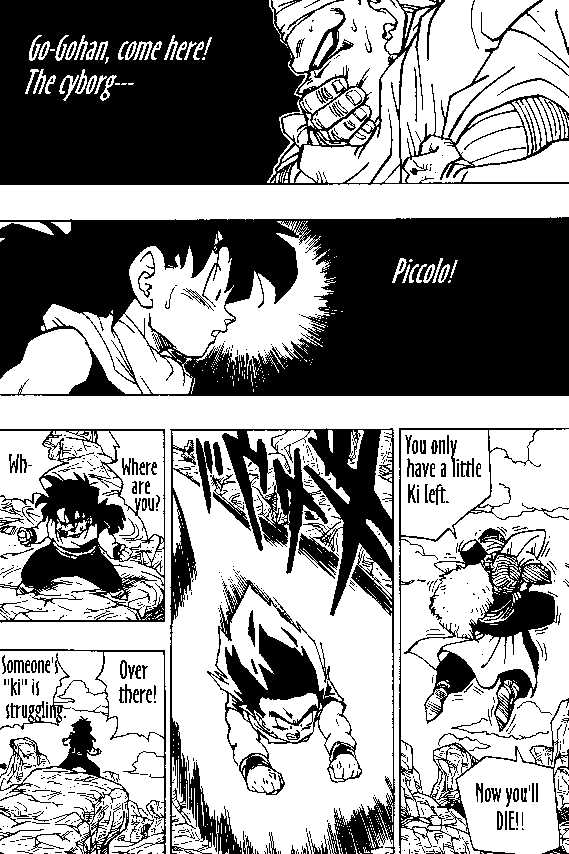 Go-Gohan, come here!
The cyborg---
Piccolo!
Wh-
Where
are
you?
Someone's
"ki" is
struggling
Over
there!
You only
have a little
Ki left.
Now you'll
DIE!!